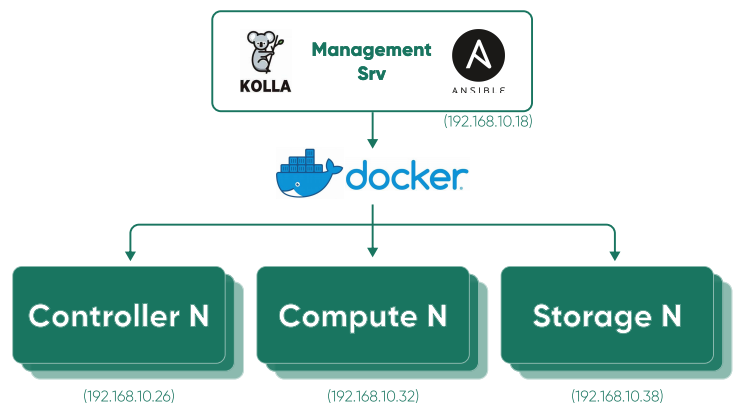 Management
Srv
KOLLA
ANSIBLE
(192.168.10.18)
docker
Controller N
Compute N
Storage N
(192.168.10.26)
(192.168.10.32)
(192.168.10.38)